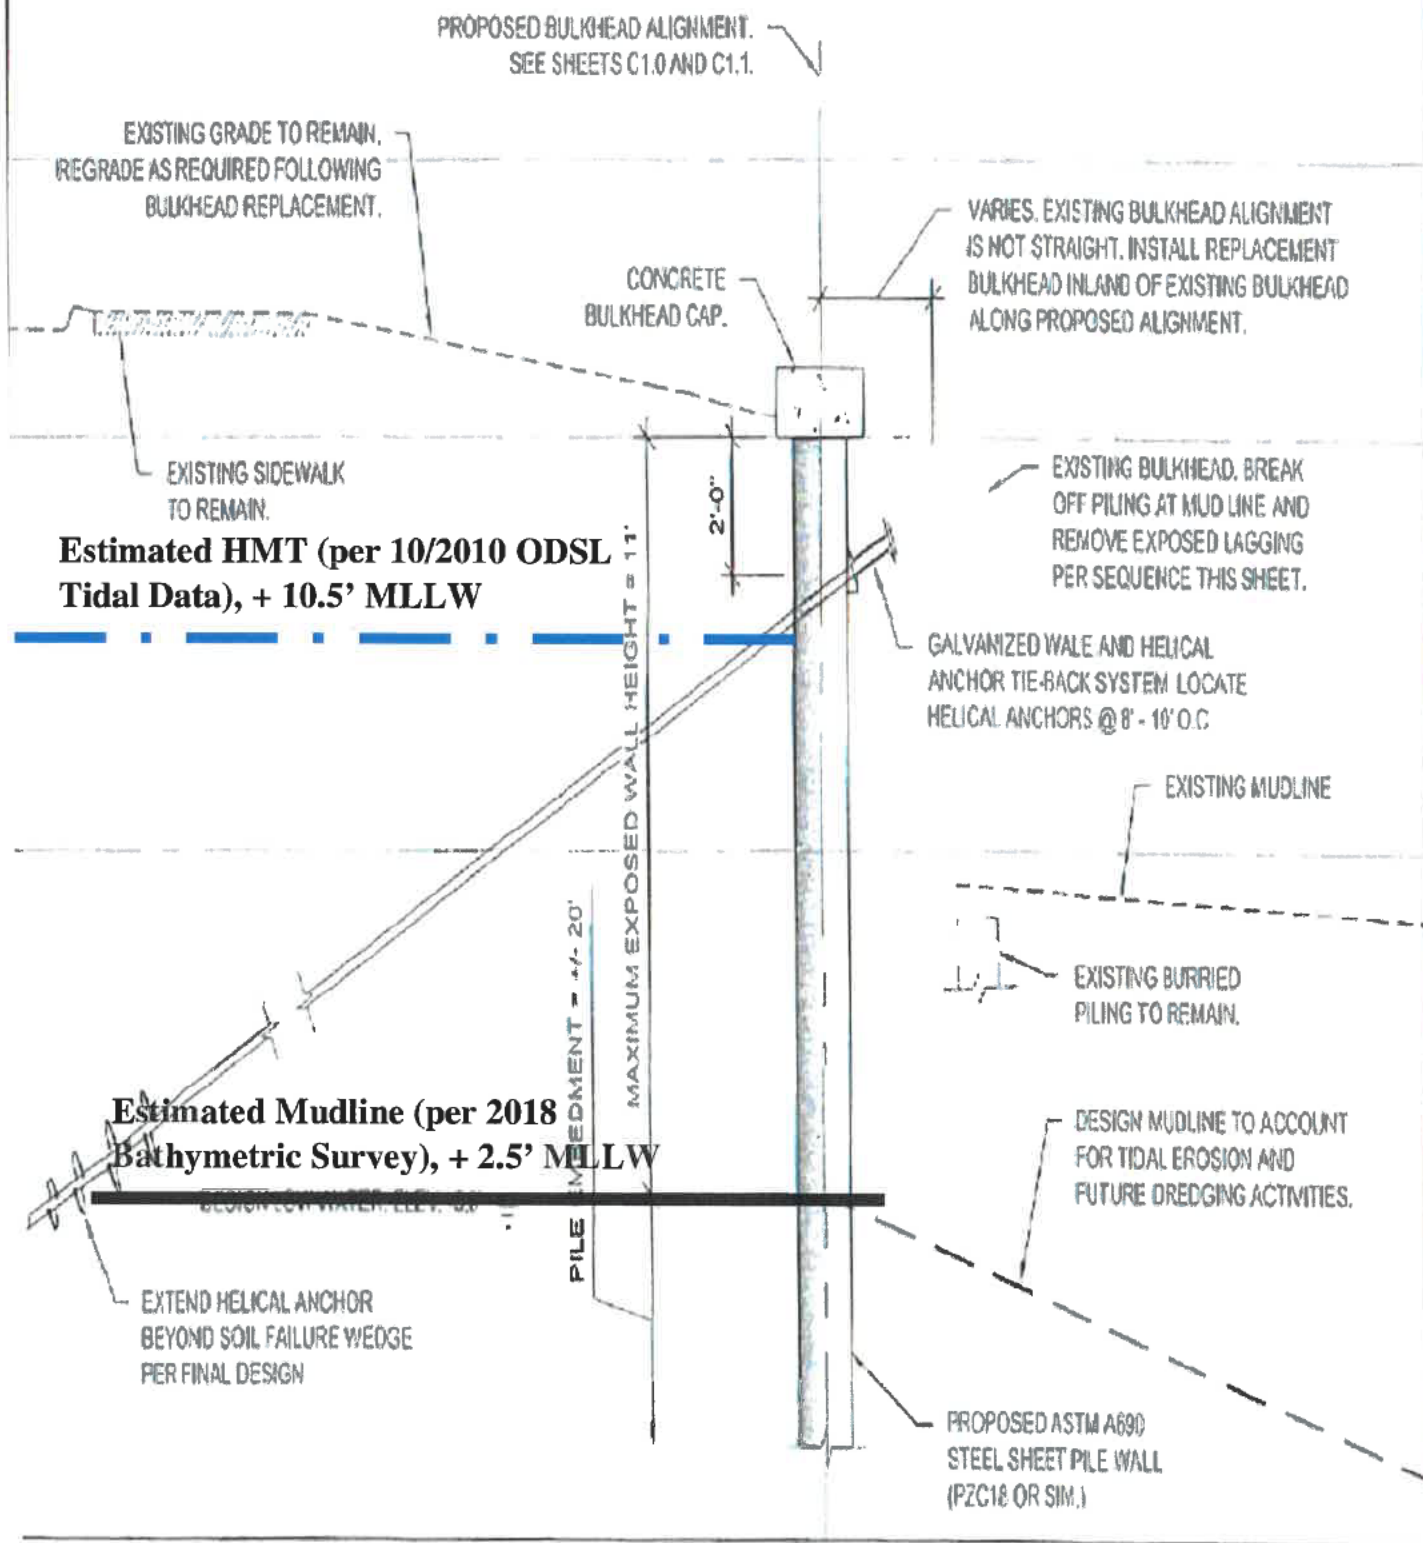 PROPOSED BULKHEAD ALIGNMENT.
SEE SHEETS C1.0 AND C1.1.
EXISTING GRADE TO REMAIN,
REGRADE AS REQUIRED FOLLOWING
BULKHEAD REPLACEMENT.
VARIES. EXISTING BULKHEAD ALIGNMENT
IS NOT STRAIGHT. INSTALL REPLACEMENT
BULKHEAD INLAND OF EXISTING BULKHEAD
ALONG PROPOSED ALIGNMENT.
CONCRETE
BULKHEAD CAP.
EXISTING SIDEWALK
TO REMAIN.
2'-0"
EXISTING BULKHEAD. BREAK
OFF PILING AT MUD LINE AND
REMOVE EXPOSED LAGGING
PER SEQUENCE THIS SHEET.
Estimated HMT (per 10/2010 ODSL
Tidal Data), + 10.5' MLLW
MAXIMUM EXPOSED WALL HEIGHT = 11'
GALVANIZED WALE AND HELICAL
ANCHOR TIE-BACK SYSTEM LOCATE
HELICAL ANCHORS @ 8' - 10' O.C
EXISTING MUDLINE
EXISTING BURRIED
PILING TO REMAIN.
PILE EMBEDMENT = +/- 20'
Estimated Mudline (per 2018
Bathymetric Survey), + 2.5' MLLW
DESIGN LOW WATER, ELEV.
DESIGN MUDLINE TO ACCOUNT
FOR TIDAL EROSION AND
FUTURE DREDGING ACTIVITIES.
EXTEND HELICAL ANCHOR
BEYOND SOIL FAILURE WEDGE
PER FINAL DESIGN
PROPOSED ASTM A690
STEEL SHEET PILE WALL
(PZC18 OR SIM.)